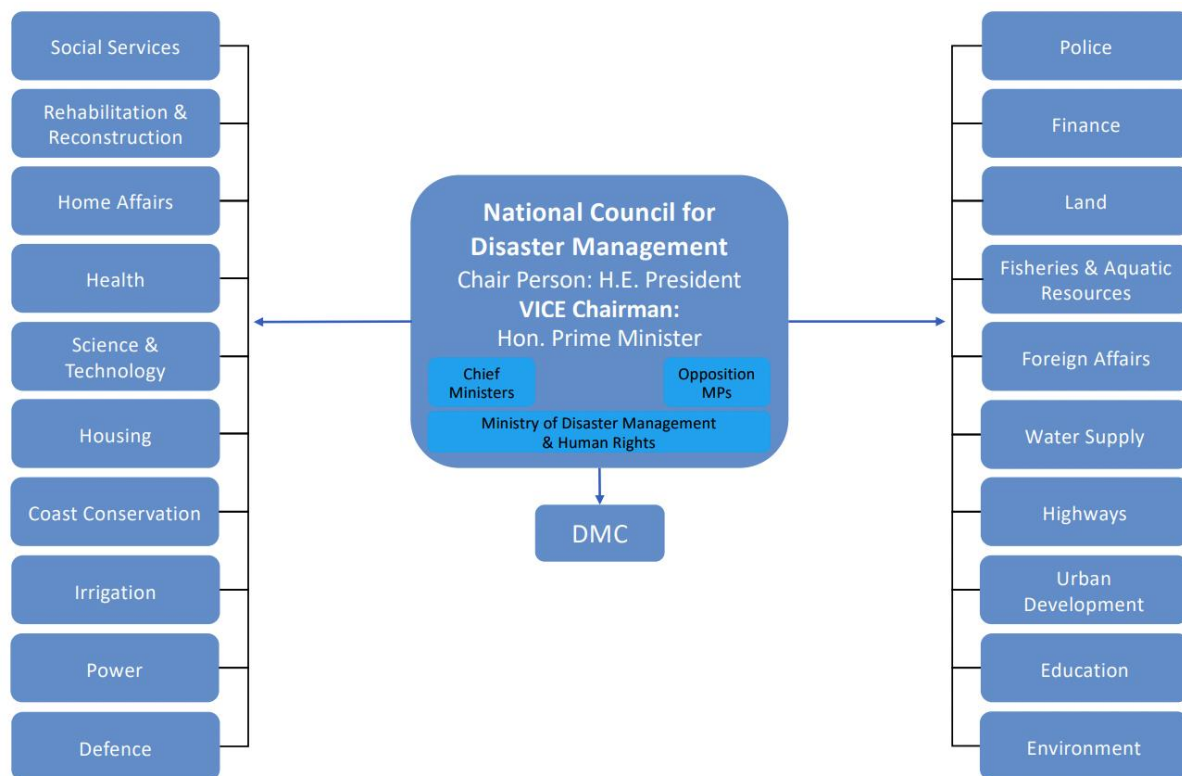 Social Services
Rehabilitation &
Reconstruction
Home Affairs
Health
Science &
Technology
Housing
Coast Conservation
Irrigation
Power
Defence
National Council for
Disaster Management
Chair Person: H.E. President
VICE Chairman:
Hon. Prime Minister
Chief
Ministers
Opposition
MPs
Ministry of Disaster Management
& Human Rights
DMC
Police
Finance
Land
Fisheries & Aquatic
Resources
Foreign Affairs
Water Supply
Highways
Urban
Development
Education
Environment